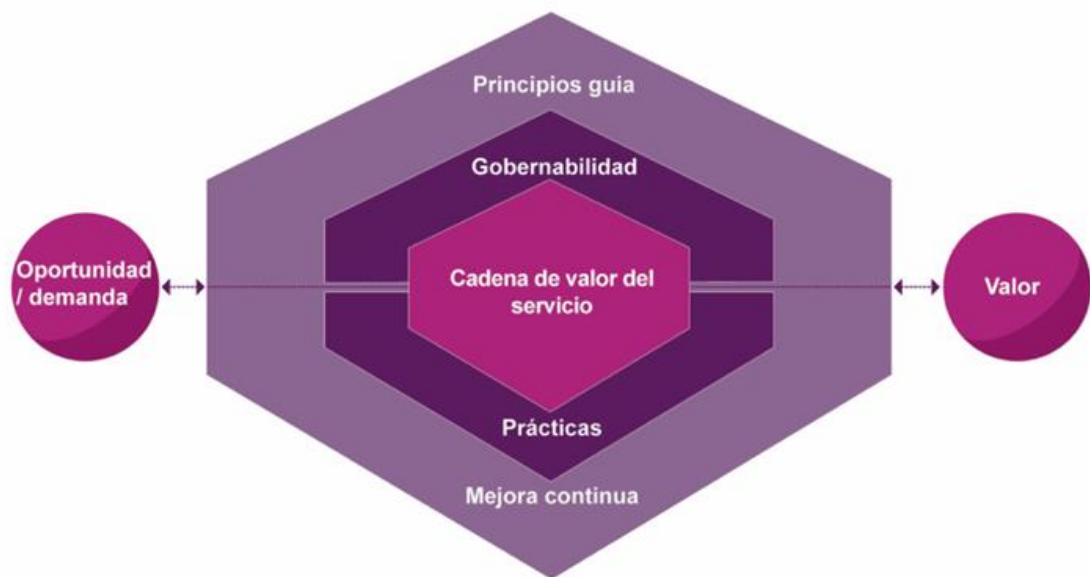 Principios guia
Gobernabilidad
Oportunidad
/ demanda
Cadena de valor del
servicio
Valor
Prácticas
Mejora continua